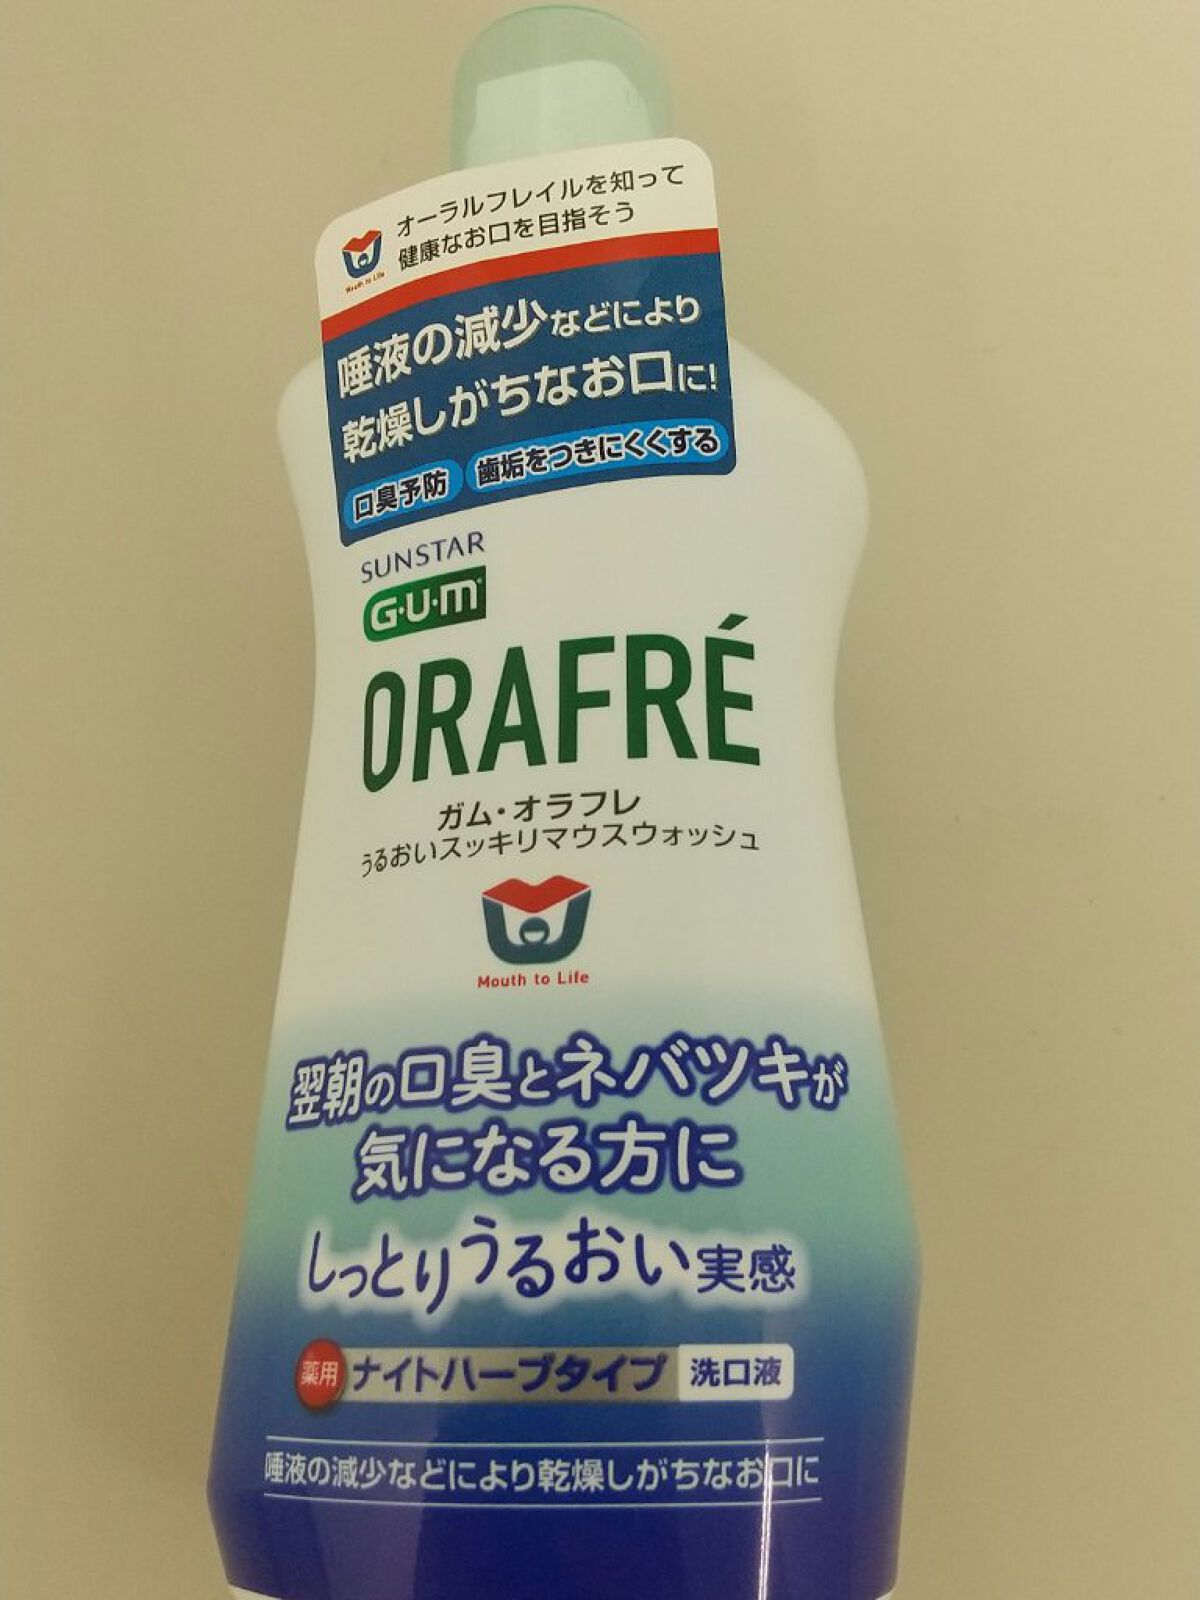 オーラルフレイルを知って
健康なお口を目指そう
Mouth to Life
唾液の減少などにより
乾燥しがちなお口に!
口臭予防 歯垢をつきにくくする
SUNSTAR
G・U・M
ORAFRÉ
ガム・オラフレ
うるおいスッキリマウスウォッシュ
Mouth to Life
翌朝の口臭とネバツキが
気になる方に
しっとりうるおい実感
薬用 ナイトハーブタイプ 洗口液
唾液の減少などにより乾燥しがちなお口に